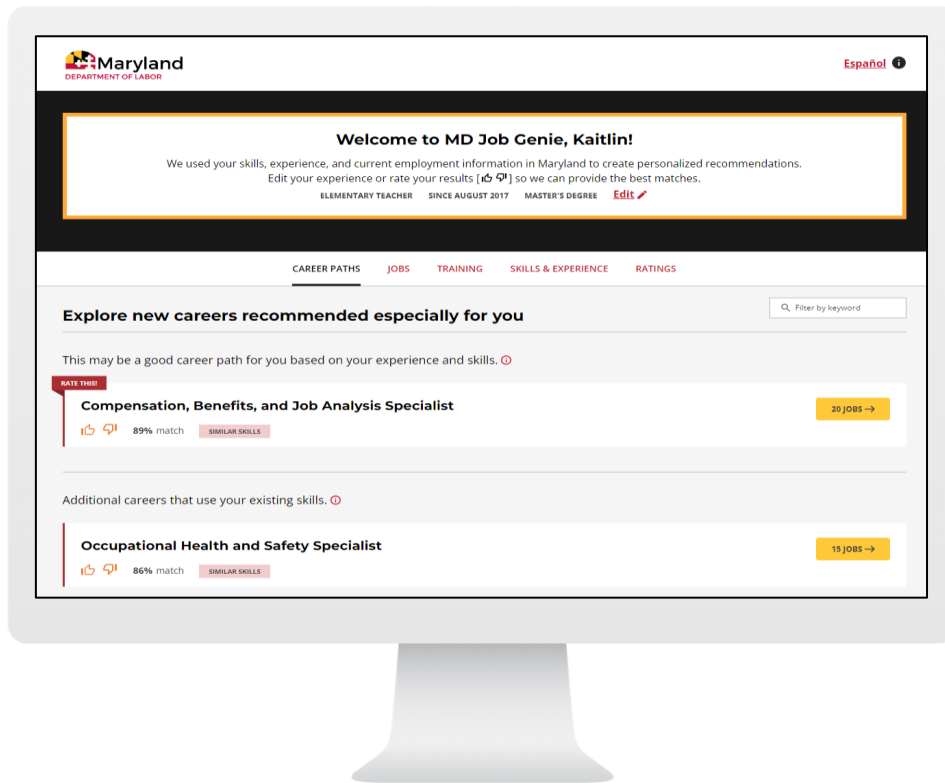 Maryland
DEPARTMENT OF LABOR
Español
Welcome to MD Job Genie, Kaitlin!
We used your skills, experience, and current employment information in Maryland to create personalized recommendations.
Edit your experience or rate your results [ ] so we can provide the best matches.
ELEMENTARY TEACHER SINCE AUGUST 2017 MASTER'S DEGREE Edit
CAREER PATHS JOBS TRAINING SKILLS & EXPERIENCE RATINGS
Explore new careers recommended especially for you
Filter by keyword
This may be a good career path for you based on your experience and skills.
RATE THIS!
Compensation, Benefits, and Job Analysis Specialist
20 JOBS →
89% match SIMILAR SKILLS
Additional careers that use your existing skills.
Occupational Health and Safety Specialist
15 JOBS →
86% match SIMILAR SKILLS